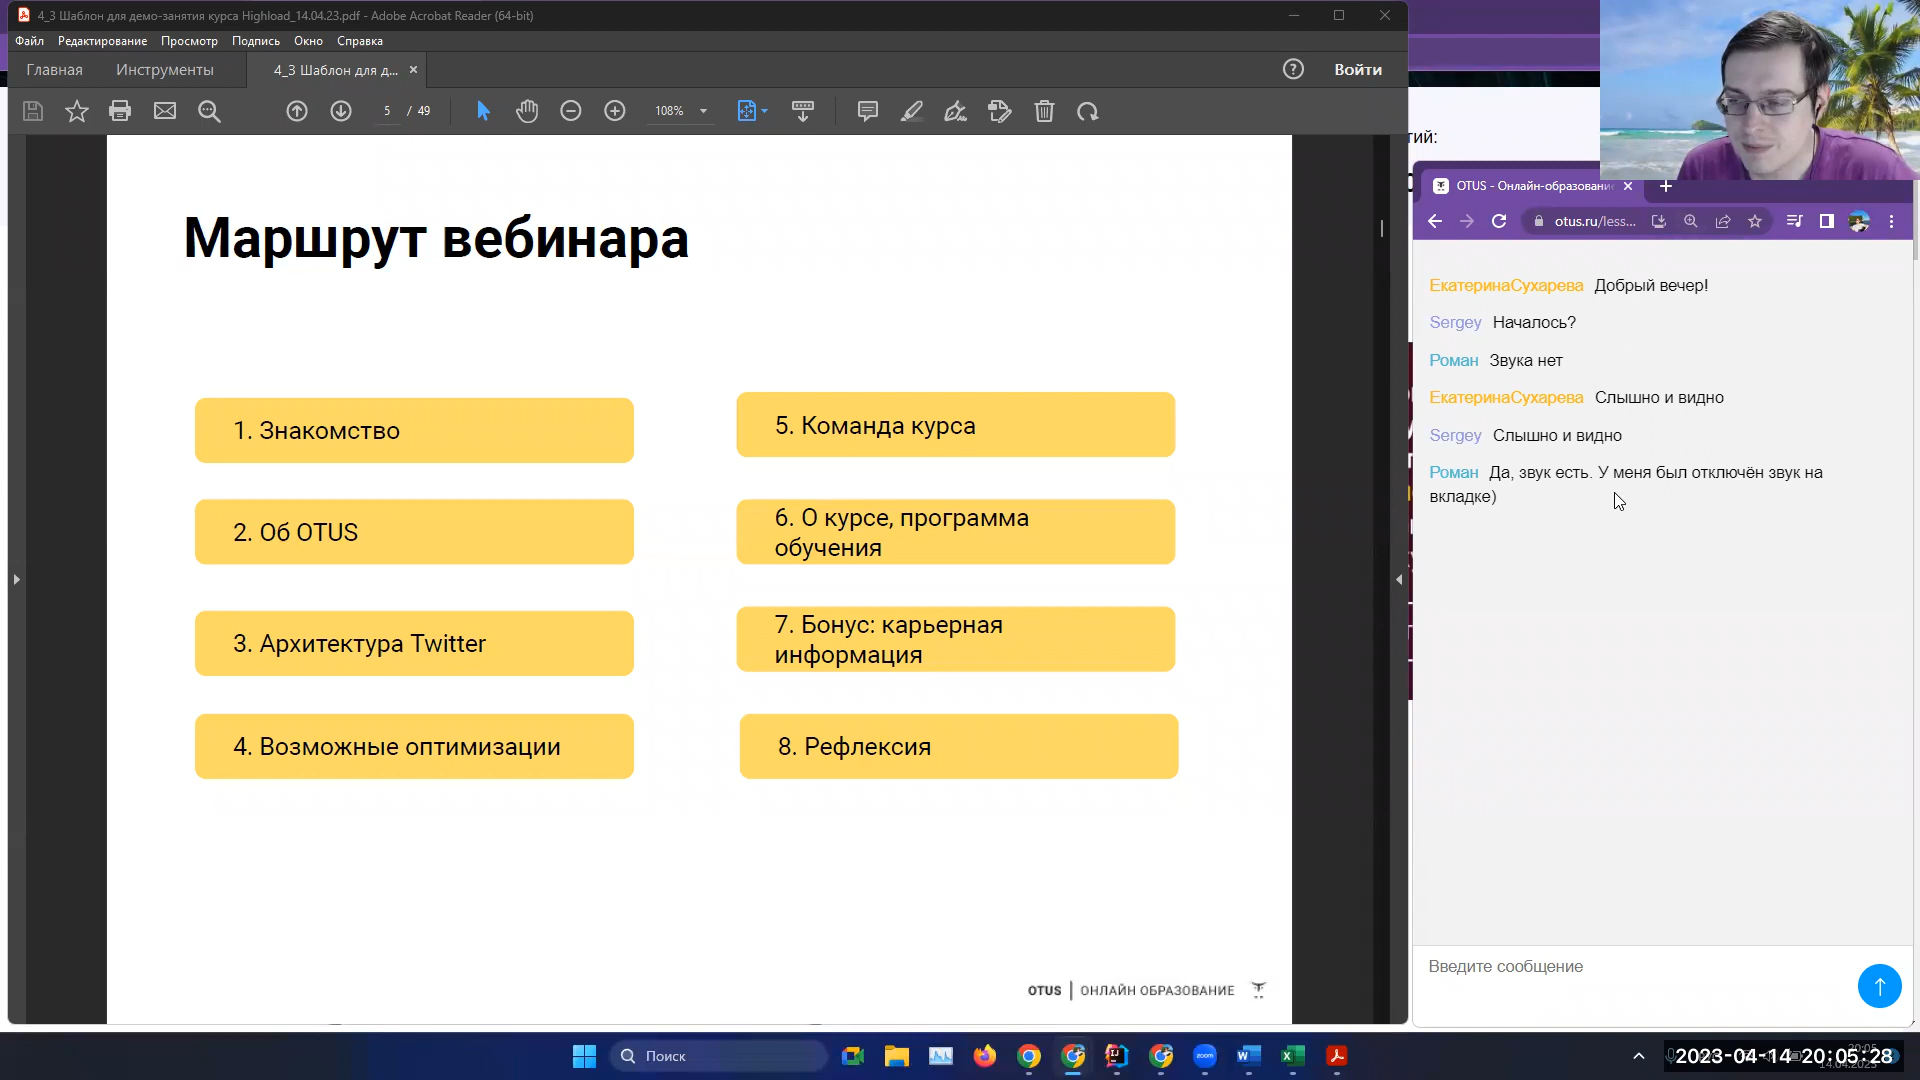 4_3 Шаблон для демо-занятия курса Highload_14.04.23.pdf - Adobe Acrobat Reader (64-bit)
Файл Редактирование Просмотр Подпись Окно Справка
Главная Инструменты 4_3 Шаблон для д... Войти
5 / 49 108%
Маршрут вебинара
1. Знакомство
2. Об OTUS
3. Архитектура Twitter
4. Возможные оптимизации
5. Команда курса
6. О курсе, программа
обучения
7. Бонус: карьерная
информация
8. Рефлексия
OTUS | ОНЛАЙН ОБРАЗОВАНИЕ
тий:
OTUS - Онлайн-образовани
otus.ru/less...
ЕкатеринаСухарева Добрый вечер!
Sergey Началось?
Роман Звука нет
ЕкатеринаСухарева Слышно и видно
Sergey Слышно и видно
Роман Да, звук есть. У меня был отключён звук на
вкладке)
Введите сообщение
Поиск
zoom
2023-04-14 20:05:28